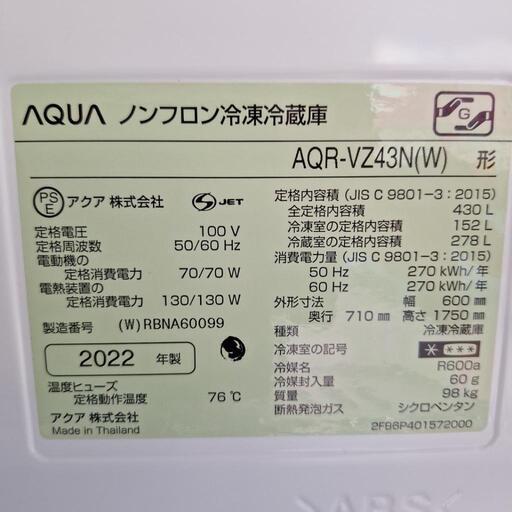 AQUA ノンフロン冷凍冷蔵庫
G
AQR-VZ43N(W) 形
PS
E
アクア 株式会社
S JET
定格電圧 100 V
定格周波数 50/60 Hz
電動機の
定格消費電力 70/70 W
電熱装置の
定格消費電力 130/130 W
製造番号 (W) RBNA60099
2022 年製
温度ヒューズ
定格動作温度 76℃
アクア 株式会社
Made in Thailand
定格内容積 (JIS C 9801-3 : 2015)
全定格内容積 430 L
冷凍室の定格内容積 152 L
冷蔵室の定格内容積 278 L
消費電力量 (JIS C 9801-3 : 2015)
50 Hz 270 kWh/年
60 Hz 270 kWh/年
外形寸法 幅 600 mm
奥行 710 mm 高さ 1750 mm
種類 冷凍冷蔵庫
冷凍室の記号 * ***
冷媒名 R600a
冷媒封入量 60 g
質量 98 kg
断熱発泡ガス シクロペンタン
2FB6P401572000
>ABS<